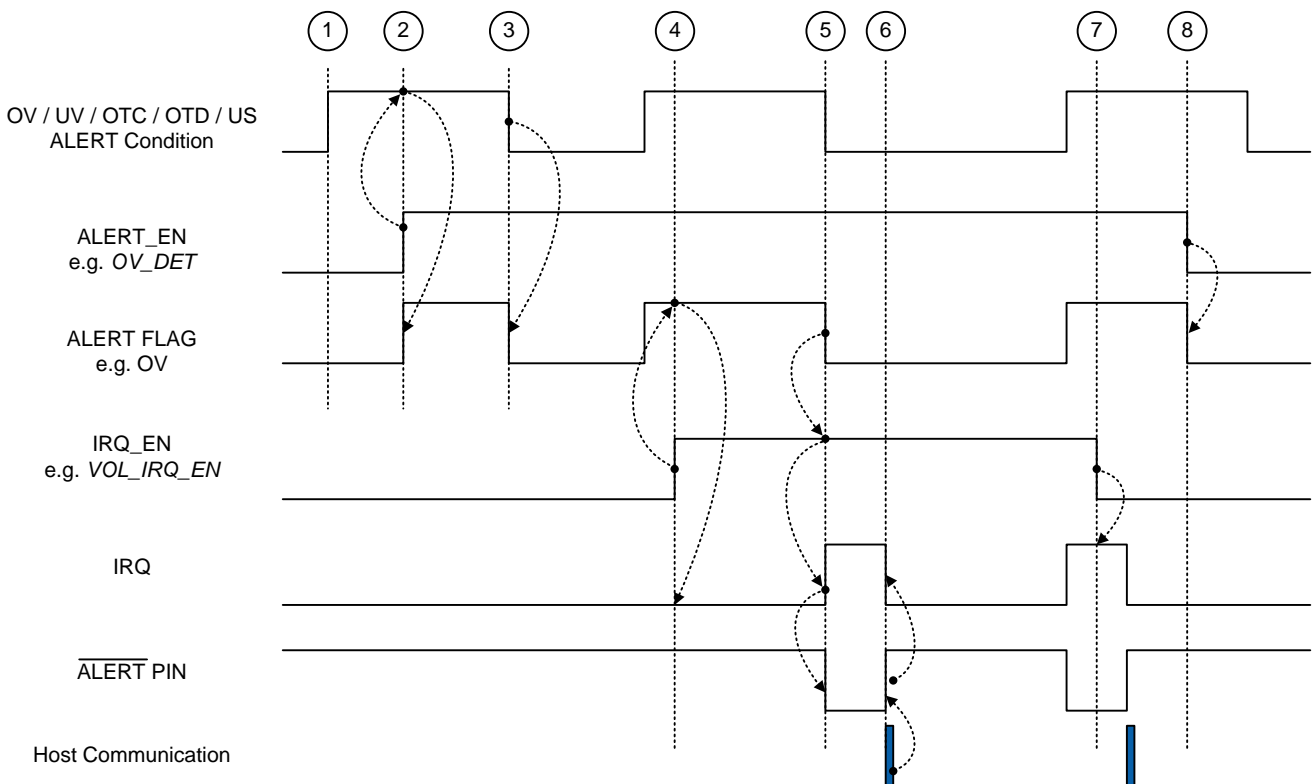 1 2 3 4 5 6 7 8
OV / UV / OTC / OTD / US
ALERT Condition
ALERT_EN
e.g. OV_DET
ALERT FLAG
e.g. OV
IRQ_EN
e.g. VOL_IRQ_EN
IRQ
ALERT PIN
Host Communication